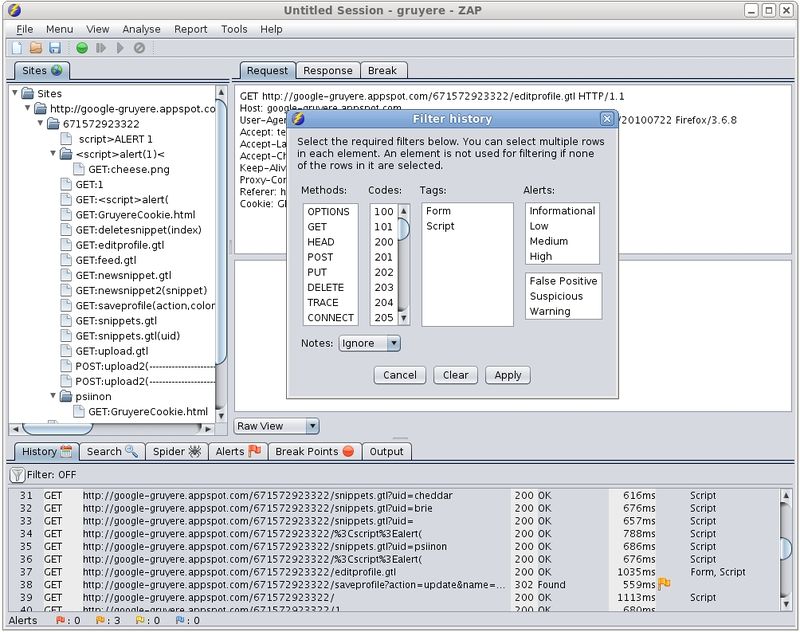 Untitled Session - gruyere - ZAP
File Menu View Analyse Report Tools Help
Sites
Request Response Break
Sites
http://google-gruyere.appspot.co
671572923322
script>ALERT 1
<script>alert(1)<
GET:cheese.png
GET:1
GET:<script>alert(
GET:GruyereCookie.html
GET:deletesnippet(index)
GET:editprofile.gtl
GET:feed.gtl
GET:newsnippet.gtl
GET:newsnippet2(snippet)
GET:saveprofile(action,color
GET:snippets.gtl
GET:snippets.gtl(uid)
GET:upload.gtl
POST:upload2(--------------------
POST:upload2(--------------------
psiinon
GET:GruyereCookie.html
GET http://google-gruyere.appspot.com/671572923322/editprofile.gtl HTTP/1.1
Host: google-gruyere.appspot.com
User-Agen /20100722 Firefox/3.6.8
Accept: te
Accept-La
Accept-Ch
Keep-Aliv
Proxy-Con
Referer: h
Cookie: G
Filter history
Select the required filters below. You can select multiple rows
in each element. An element is not used for filtering if none
of the rows in it are selected.
Methods: Codes: Tags: Alerts:
OPTIONS 100 Form Informational
GET 101 Script Low
HEAD 200 Medium
POST 201 High
PUT 202
DELETE 203 False Positive
TRACE 204 Suspicious
CONNECT 205 Warning
Notes: Ignore
Cancel Clear Apply
Raw View
History Search Spider Alerts Break Points Output
Filter: OFF
31 GET http://google-gruyere.appspot.com/671572923322/snippets.gtl?uid=cheddar 200 OK 616ms Script
32 GET http://google-gruyere.appspot.com/671572923322/snippets.gtl?uid=brie 200 OK 676ms Script
33 GET http://google-gruyere.appspot.com/671572923322/snippets.gtl?uid= 200 OK 657ms Script
34 GET http://google-gruyere.appspot.com/671572923322/%3Cscript%3Ealert( 200 OK 788ms Script
35 GET http://google-gruyere.appspot.com/671572923322/snippets.gtl?uid=psiinon 200 OK 686ms Script
36 GET http://google-gruyere.appspot.com/671572923322/%3Cscript%3Ealert( 200 OK 676ms Script
37 GET http://google-gruyere.appspot.com/671572923322/editprofile.gtl 200 OK 1035ms Form, Script
38 GET http://google-gruyere.appspot.com/671572923322/saveprofile?action=update&name=... 302 Found 559ms
39 GET http://google-gruyere.appspot.com/671572923322/ 200 OK 1113ms Script
40 GET http://google-gruyere.appspot.com/671572923322/1 200 OK 680ms
Alerts : 0 : 3 : 0 : 0